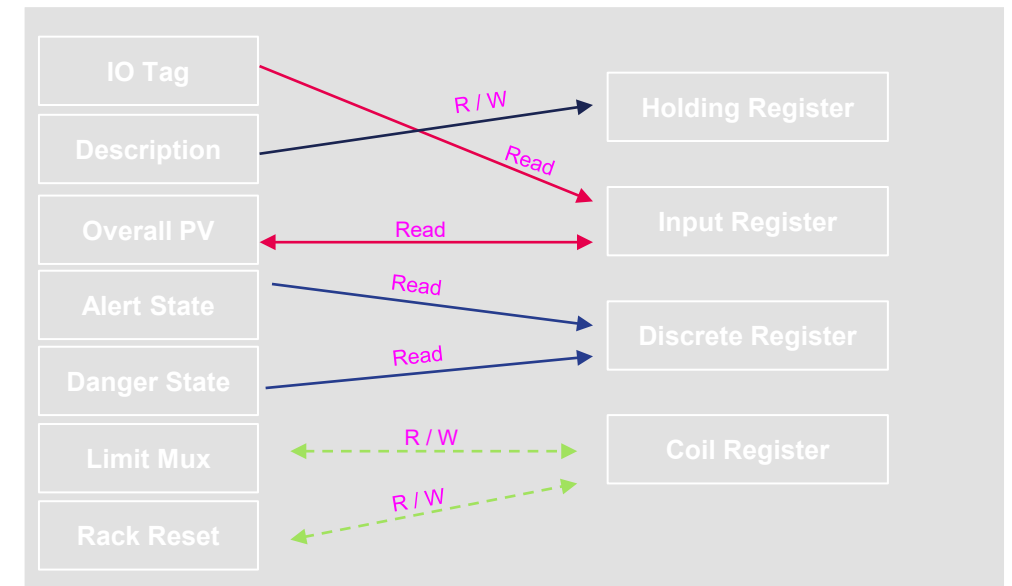 IO Tag
Description
Overall PV
Alert State
Danger State
Limit Mux
Rack Reset
R / W
Read
Read
Read
Read
R / W
R / W
Holding Register
Input Register
Discrete Register
Coil Register